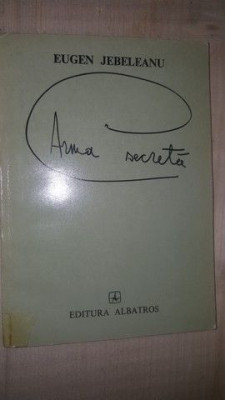 EUGEN JEBELEANU
Arma secretă
EDITURA ALBATROS